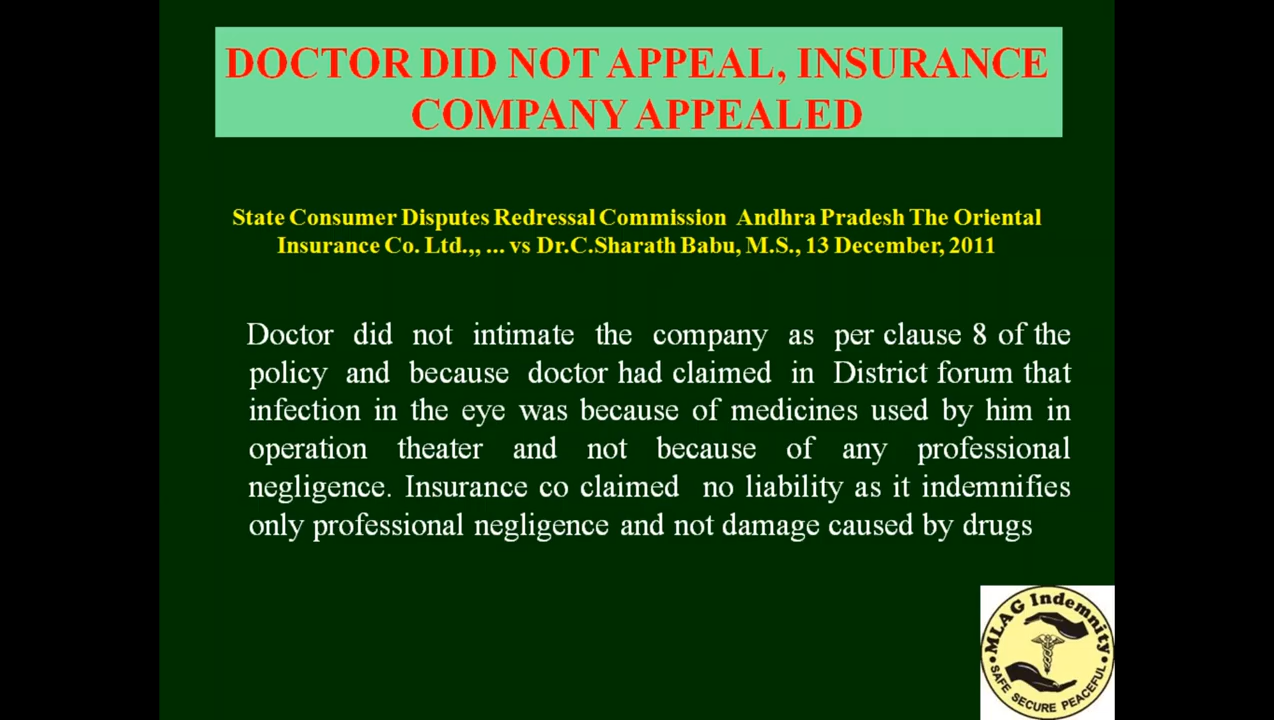 DOCTOR DID NOT APPEAL, INSURANCE
COMPANY APPEALED
State Consumer Disputes Redressal Commission Andhra Pradesh The Oriental
Insurance Co. Ltd.,, ... vs Dr.C.Sharath Babu, M.S., 13 December, 2011
Doctor did not intimate the company as per clause 8 of the
policy and because doctor had claimed in District forum that
infection in the eye was because of medicines used by him in
operation theater and not because of any professional
negligence. Insurance co claimed no liability as it indemnifies
only professional negligence and not damage caused by drugs
MLAG Indemnity
SAFE SECURE PEACEFUL